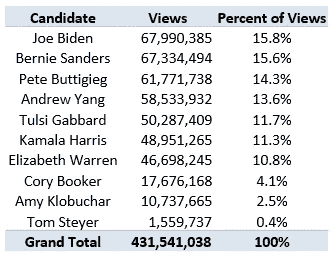 Candidate Views Percent of Views
Joe Biden 67,990,385 15.8%
Bernie Sanders 67,334,494 15.6%
Pete Buttigieg 61,771,738 14.3%
Andrew Yang 58,533,932 13.6%
Tulsi Gabbard 50,287,409 11.7%
Kamala Harris 48,951,265 11.3%
Elizabeth Warren 46,698,245 10.8%
Cory Booker 17,676,168 4.1%
Amy Klobuchar 10,737,665 2.5%
Tom Steyer 1,559,737 0.4%
Grand Total 431,541,038 100%